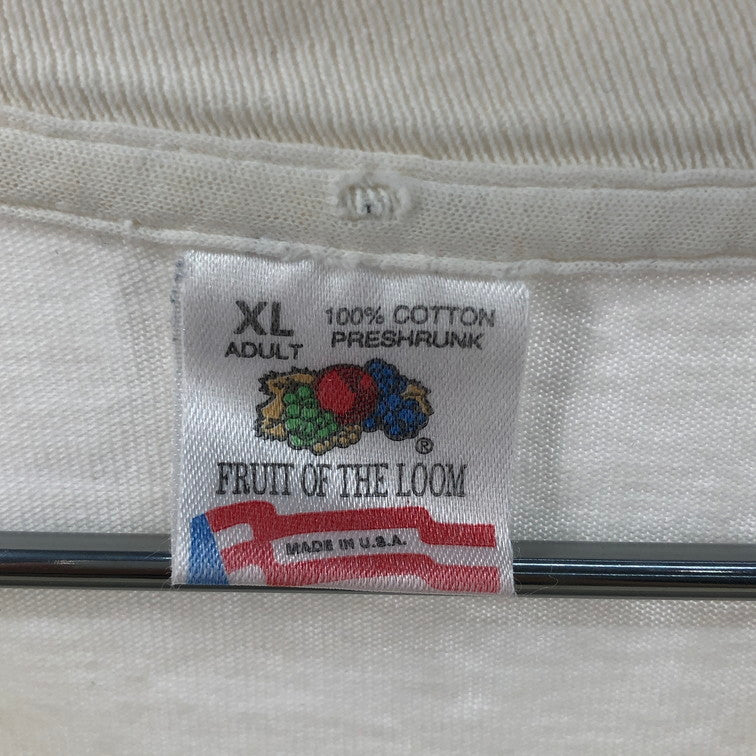 XL
ADULT
100% COTTON
PRESHRUNK
®
FRUIT OF THE LOOM
MADE IN U.S.A.